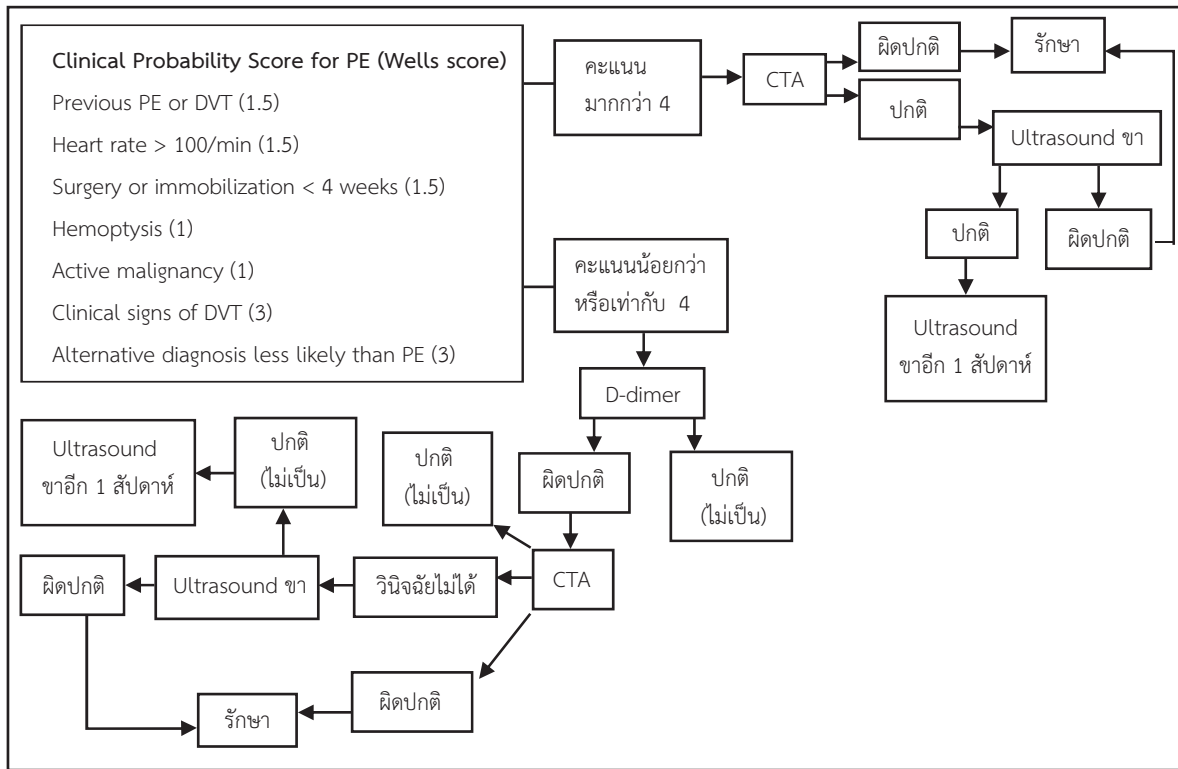 Clinical Probability Score for PE (Wells score)
Previous PE or DVT (1.5)
Heart rate > 100/min (1.5)
Surgery or immobilization < 4 weeks (1.5)
Hemoptysis (1)
Active malignancy (1)
Clinical signs of DVT (3)
Alternative diagnosis less likely than PE (3)
คะแนน
มากกว่า 4
CTA
ผิดปกติ
รักษา
ปกติ
Ultrasound ขา
ปกติ
ผิดปกติ
Ultrasound
ขาอีก 1 สัปดาห์
คะแนนน้อยกว่า
หรือเท่ากับ 4
D-dimer
ผิดปกติ
ปกติ
(ไม่เป็น)
CTA
ปกติ
(ไม่เป็น)
วินิจฉัยไม่ได้
Ultrasound ขา
ปกติ
(ไม่เป็น)
Ultrasound
ขาอีก 1 สัปดาห์
ผิดปกติ
ผิดปกติ
รักษา